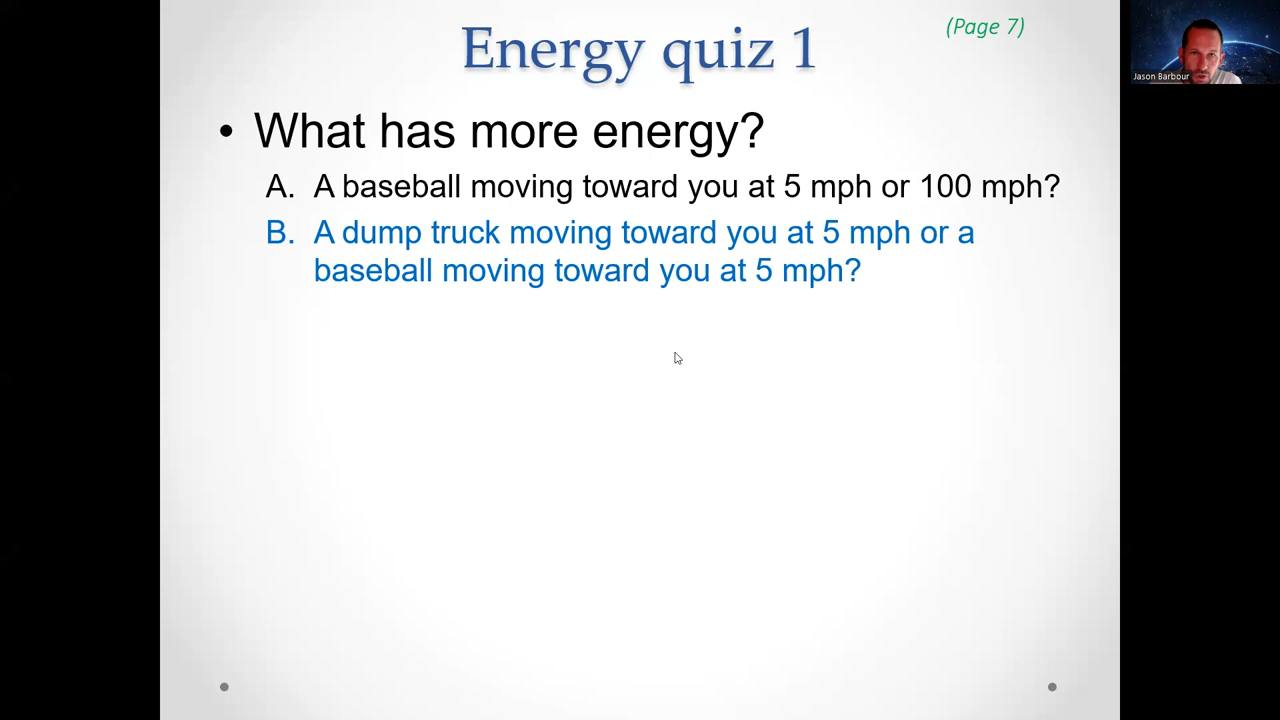 Energy quiz 1
(Page 7)
Jason Barbour
• What has more energy?
A. A baseball moving toward you at 5 mph or 100 mph?
B. A dump truck moving toward you at 5 mph or a
baseball moving toward you at 5 mph?